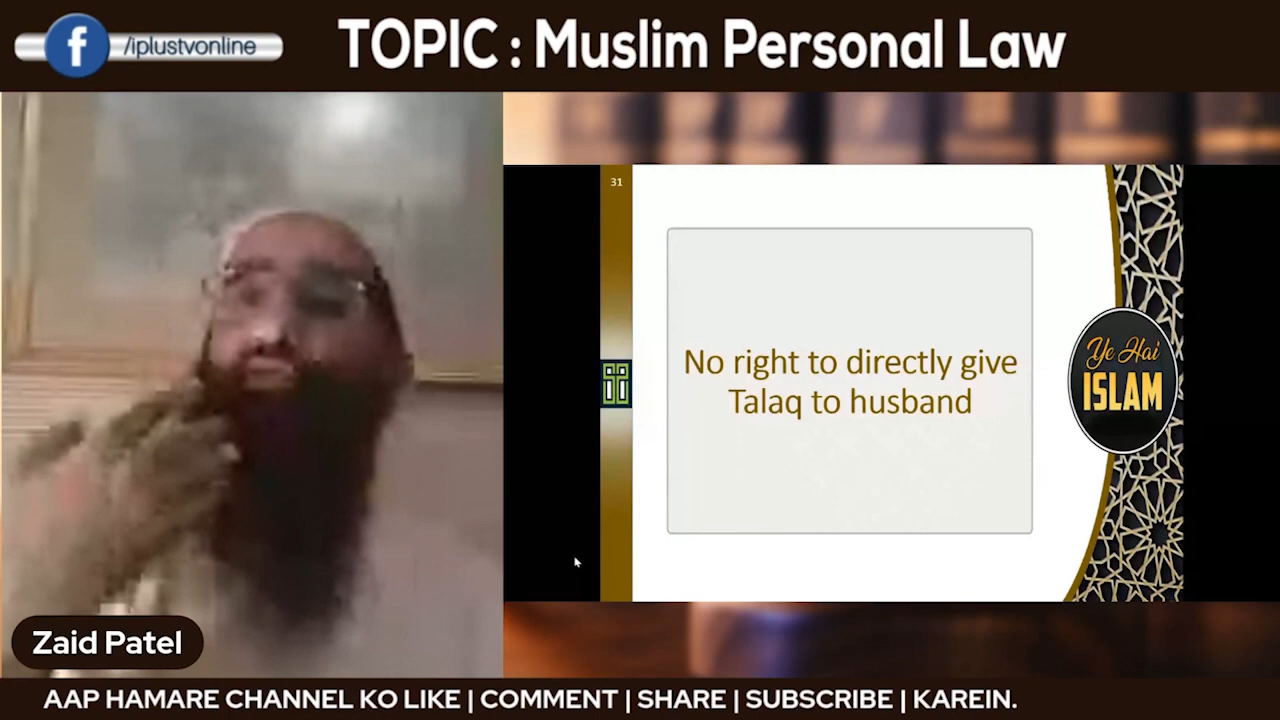 /iplustvonline
TOPIC : Muslim Personal Law
31
No right to directly give
Talaq to husband
Ye Hai
ISLAM
Zaid Patel
AAP HAMARE CHANNEL KO LIKE | COMMENT | SHARE | SUBSCRIBE | KAREIN.